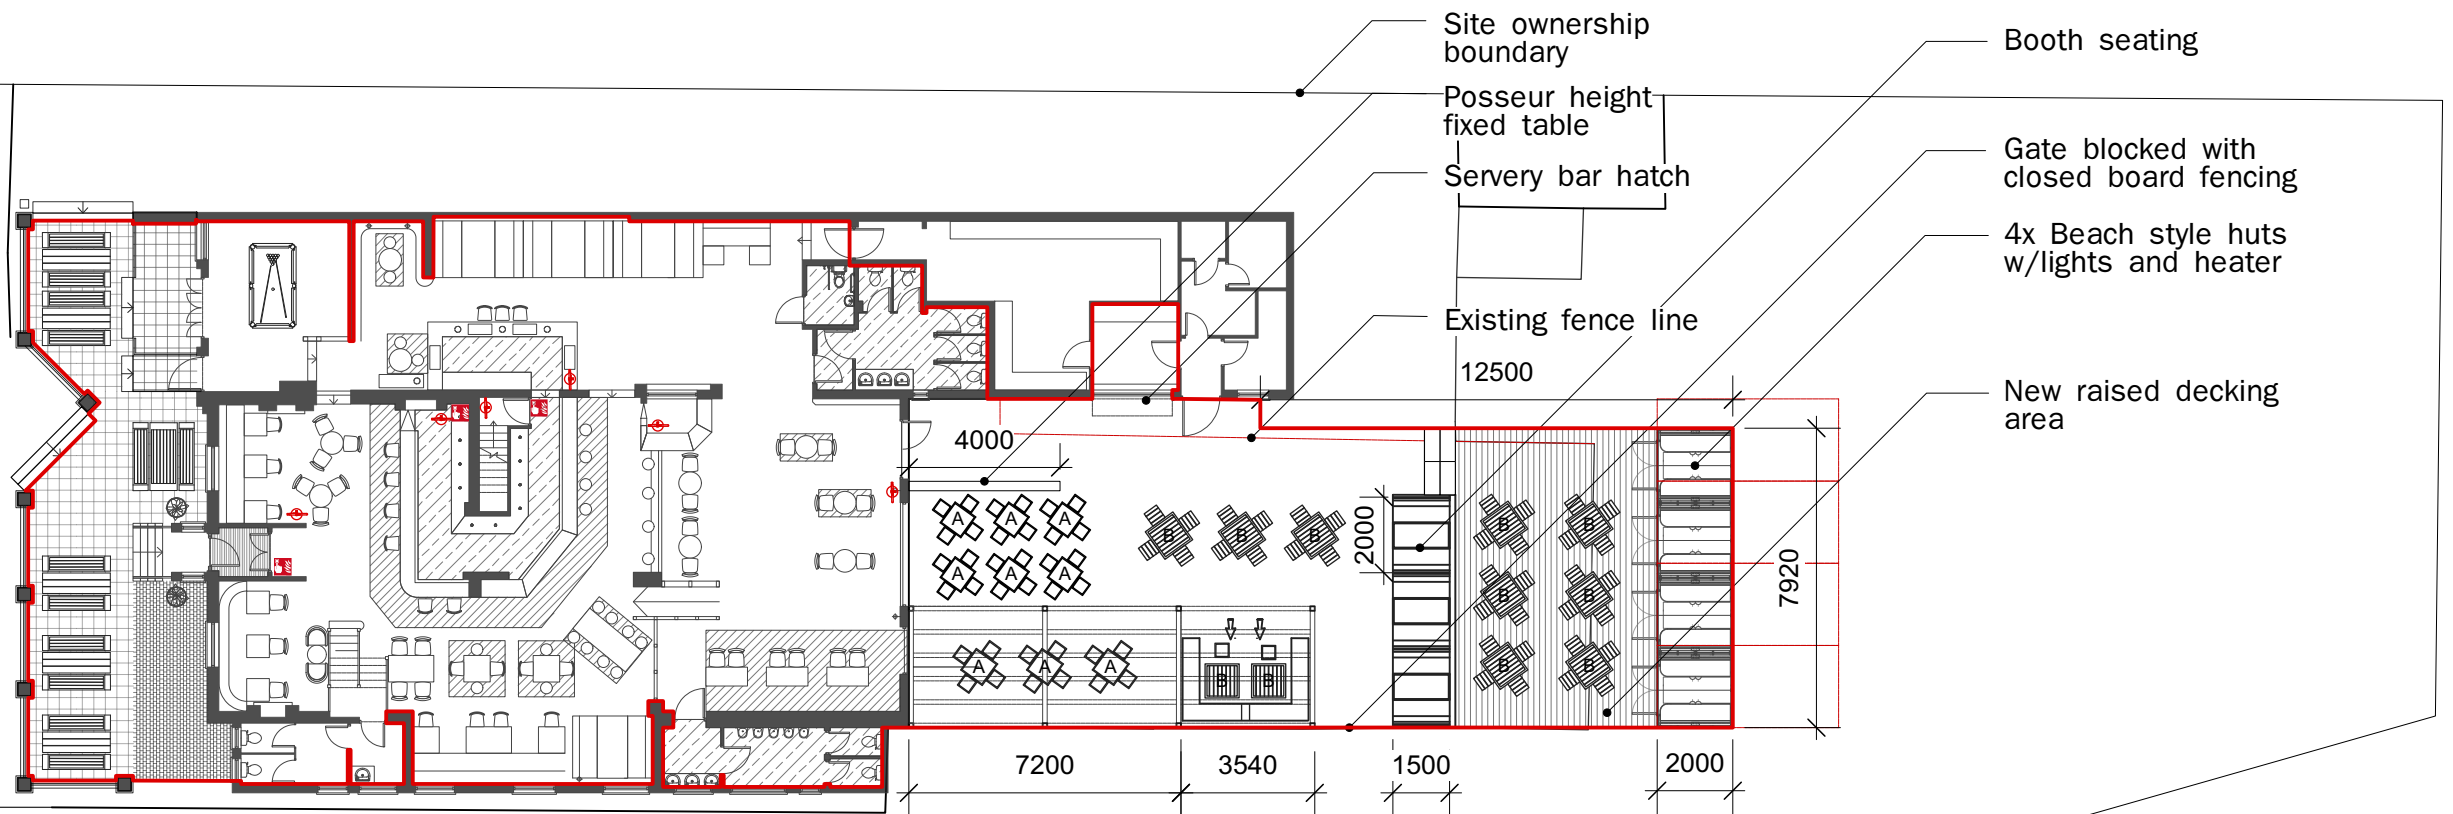 Site ownership
boundary
Posseur height
fixed table
Servery bar hatch
Existing fence line
12500
Booth seating
Gate blocked with
closed board fencing
4x Beach style huts
w/lights and heater
New raised decking
area
4000
A A A
B B B B B
2000
A A A
B B
7920
A A A
B B
B B
7200
3540
1500
2000